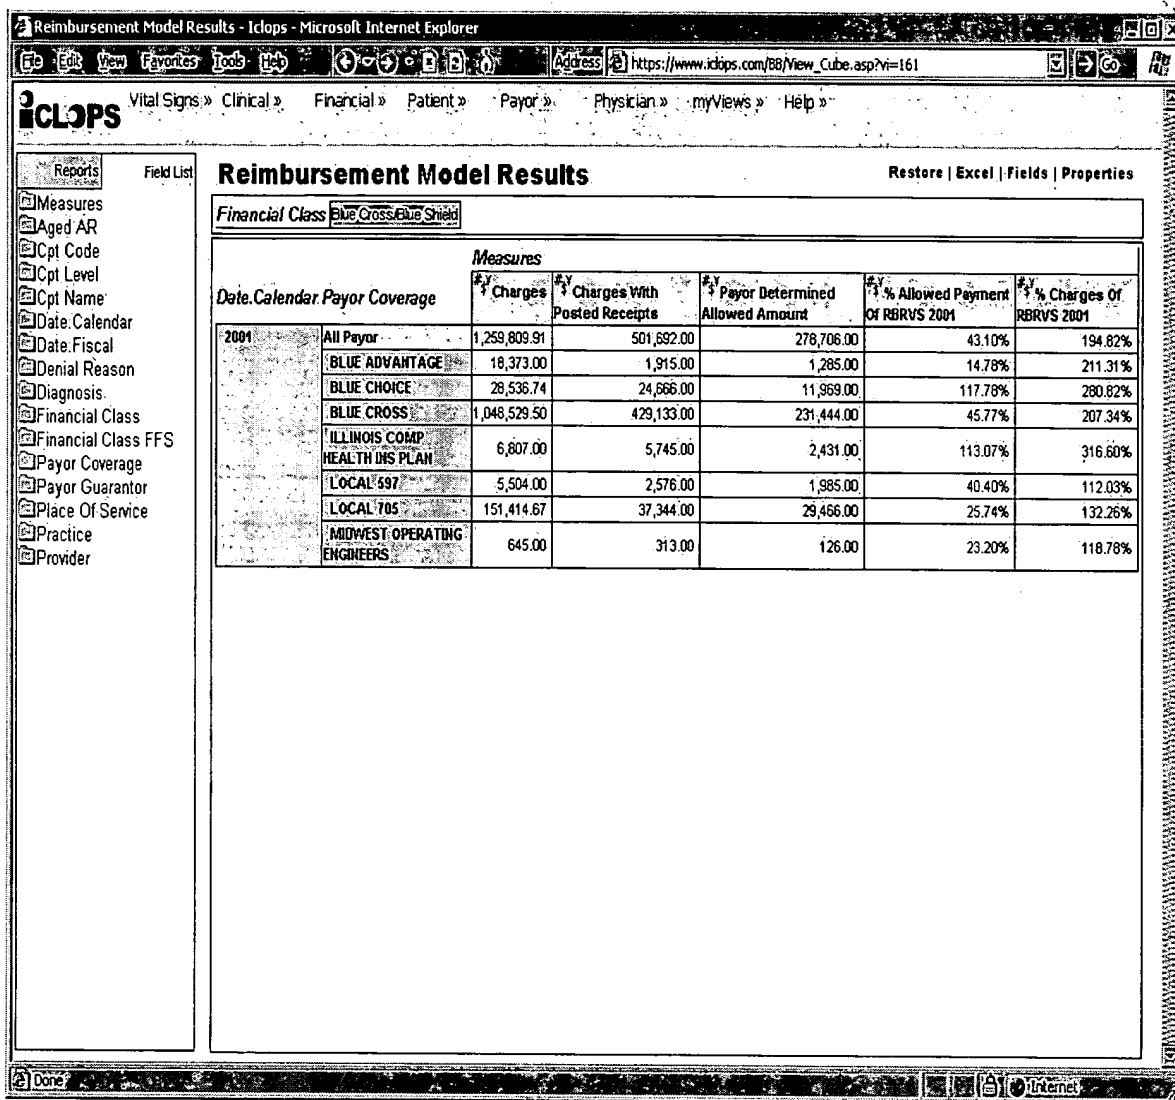 Reimbursement Model Results - Iclops - Microsoft Internet Explorer
File Edit View Favorites Tools Help Address https://www.iclops.com/88/View_Cube.asp?vi=161 Go
iCLOPS Vital Signs » Clinical » Financial » Patient » Payor » Physician » myViews » Help »
Reports Field List
Measures
Aged AR
Cpt Code
Cpt Level
Cpt Name
Date.Calendar
Date.Fiscal
Denial Reason
Diagnosis
Financial Class
Financial Class FFS
Payor Coverage
Payor Guarantor
Place Of Service
Practice
Provider
Reimbursement Model Results Restore | Excel | Fields | Properties
Financial Class Blue Cross/Blue Shield
Measures
Date.Calendar Payor Coverage Charges Charges With Posted Receipts Payor Determined Allowed Amount % Allowed Payment Of RBRVS 2001 % Charges Of RBRVS 2001
2001 All Payor 1,259,809.91 501,692.00 278,706.00 43.10% 194.82%
BLUE ADVANTAGE 18,373.00 1,915.00 1,285.00 14.78% 211.31%
BLUE CHOICE 28,536.74 24,666.00 11,969.00 117.78% 280.82%
BLUE CROSS 1,048,529.50 429,133.00 231,444.00 45.77% 207.34%
ILLINOIS COMP HEALTH INS PLAN 6,807.00 5,745.00 2,431.00 113.07% 316.60%
LOCAL 597 5,504.00 2,576.00 1,985.00 40.40% 112.03%
LOCAL 705 151,414.67 37,344.00 29,466.00 25.74% 132.26%
MIDWEST OPERATING ENGINEERS 645.00 313.00 126.00 23.20% 118.78%
Done Internet